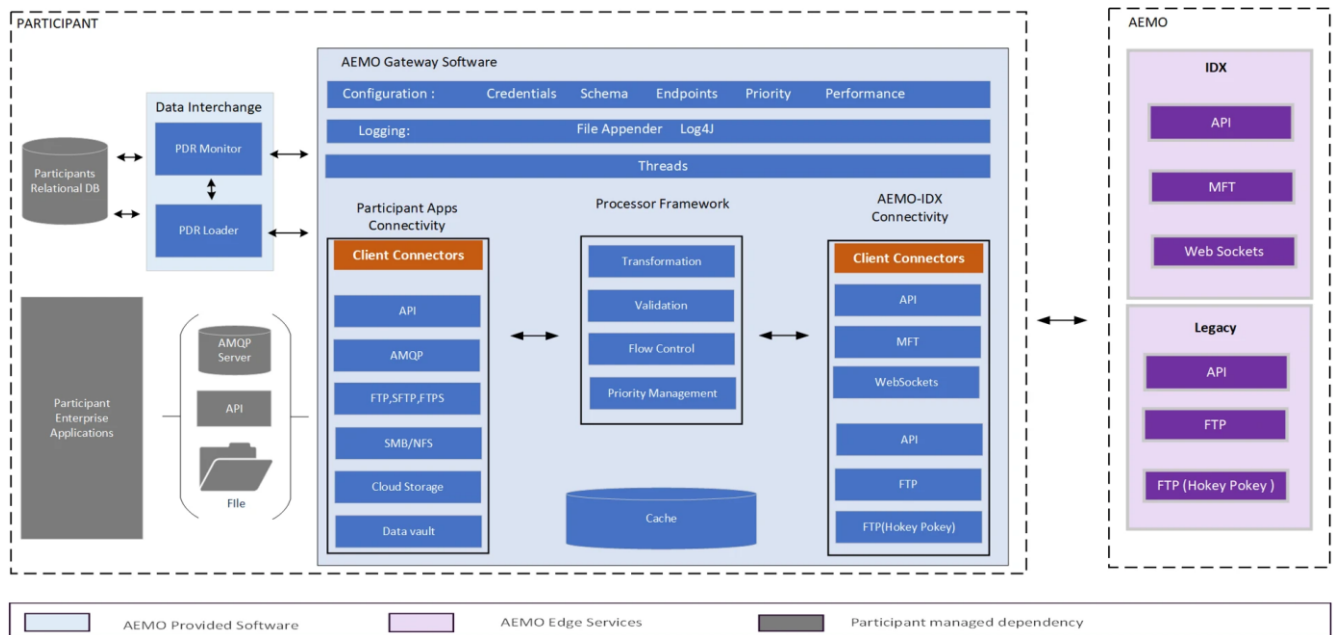 PARTICIPANT
AEMO
AEMO Gateway Software
Configuration : Credentials Schema Endpoints Priority Performance
Logging: File Appender Log4J
Threads
Data Interchange
PDR Monitor
PDR Loader
Participants
Relational DB
Participant
Enterprise
Applications
AMQP
Server
API
FIle
Participant Apps
Connectivity
Client Connectors
API
AMQP
FTP,SFTP,FTPS
SMB/NFS
Cloud Storage
Data vault
Processor Framework
Transformation
Validation
Flow Control
Priority Management
Cache
AEMO-IDX
Connectivity
Client Connectors
API
MFT
WebSockets
API
FTP
FTP(Hokey Pokey)
IDX
API
MFT
Web Sockets
Legacy
API
FTP
FTP (Hokey Pokey )
AEMO Provided Software
AEMO Edge Services
Participant managed dependency